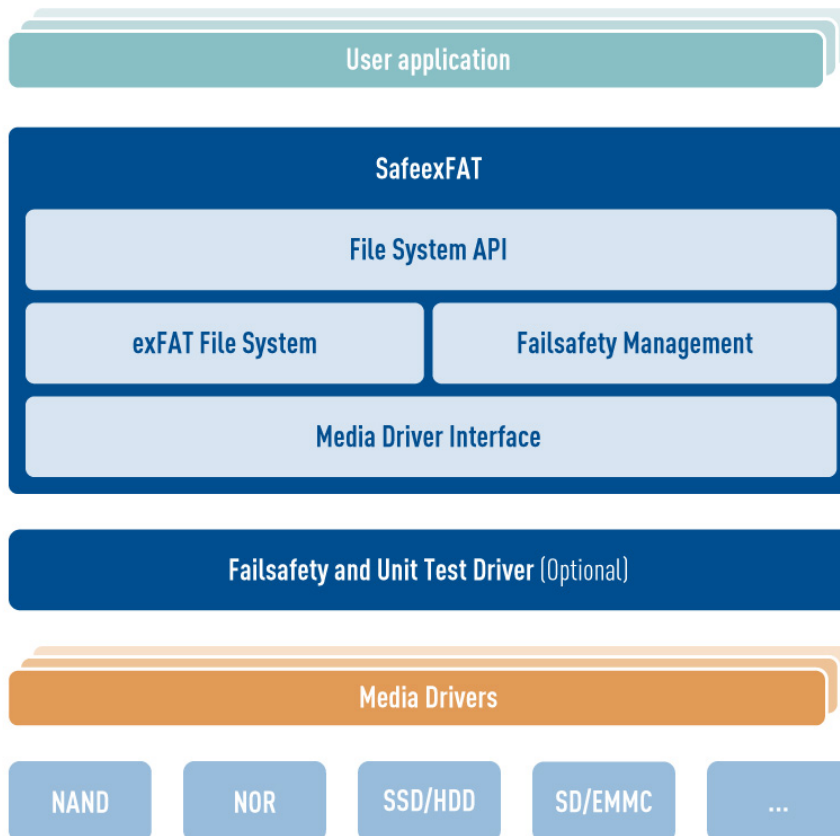 User application
SafeexFAT
File System API
exFAT File System
Failsafety Management
Media Driver Interface
Failsafety and Unit Test Driver (Optional)
Media Drivers
NAND
NOR
SSD/HDD
SD/EMMC
...